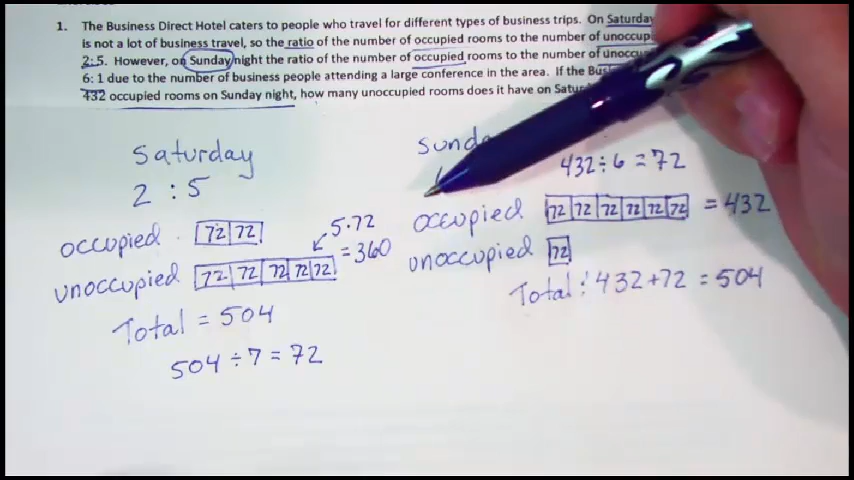 1. The Business Direct Hotel caters to people who travel for different types of business trips. On Saturday
is not a lot of business travel, so the ratio of the number of occupied rooms to the number of unoccup
2:5. However, on Sunday night the ratio of the number of occupied rooms to the number of unoccu
6:1 due to the number of business people attending a large conference in the area. If the Bus
432 occupied rooms on Sunday night, how many unoccupied rooms does it have on Satu
Saturday
2 : 5
occupied 72 72
unoccupied 72 72 72 72 72 = 360
5·72
Total = 504
504 ÷ 7 = 72
Sunda
432 ÷ 6 = 72
occupied 72 72 72 72 72 72 = 432
unoccupied 72
Total: 432 + 72 = 504